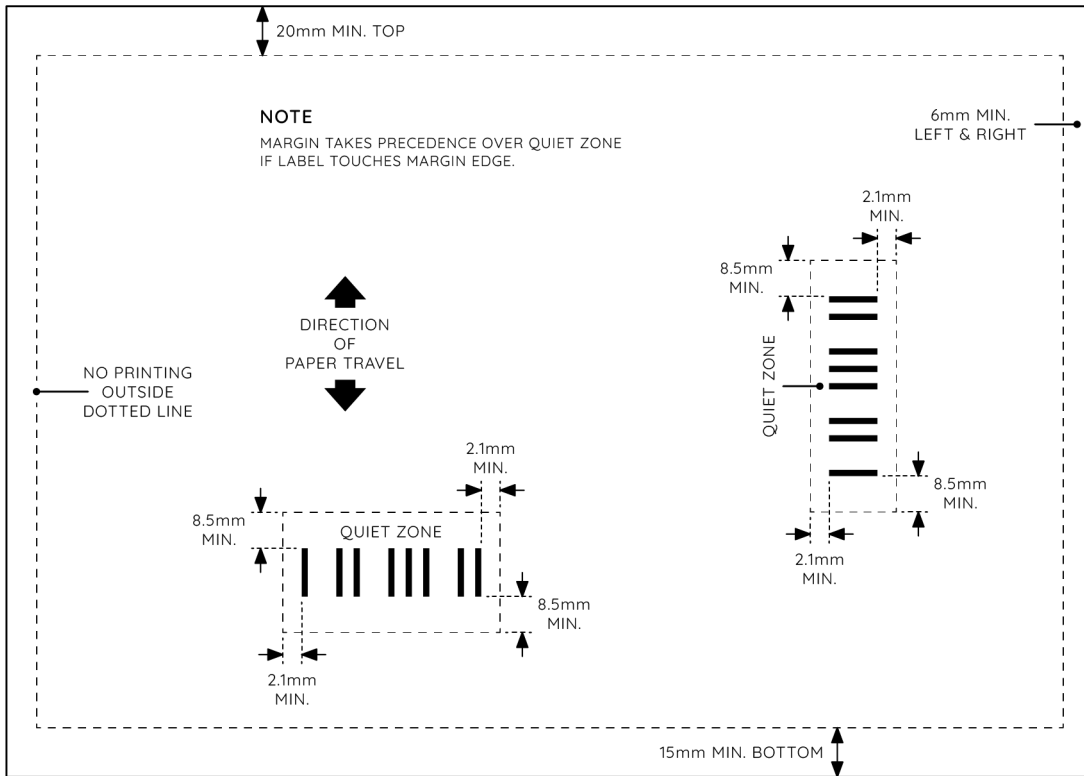 20mm MIN. TOP
NOTE
MARGIN TAKES PRECEDENCE OVER QUIET ZONE
IF LABEL TOUCHES MARGIN EDGE.
6mm MIN.
LEFT & RIGHT
2.1mm
MIN.
8.5mm
MIN.
DIRECTION
OF
PAPER TRAVEL
QUIET ZONE
NO PRINTING
OUTSIDE
DOTTED LINE
2.1mm
MIN.
8.5mm
MIN.
8.5mm
MIN.
QUIET ZONE
2.1mm
MIN.
8.5mm
MIN.
2.1mm
MIN.
15mm MIN. BOTTOM